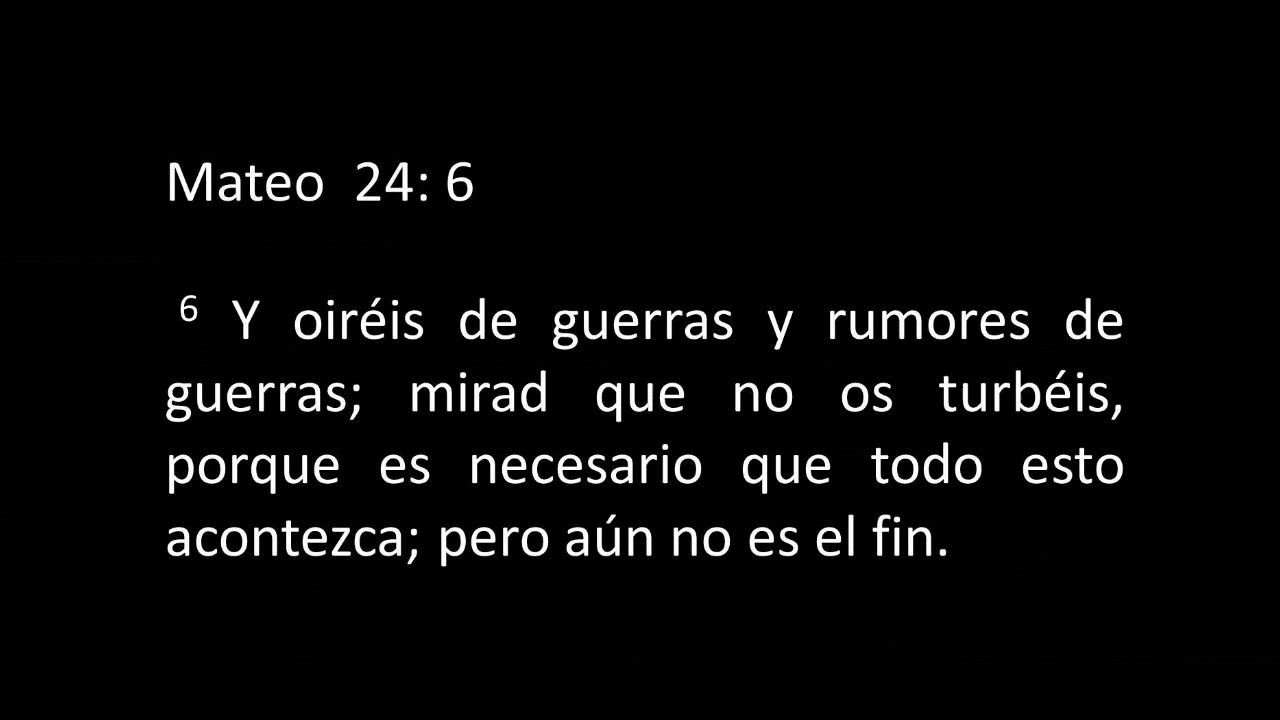 Mateo 24: 6
6 Y oiréis de guerras y rumores de
guerras; mirad que no os turbéis,
porque es necesario que todo esto
acontezca; pero aún no es el fin.